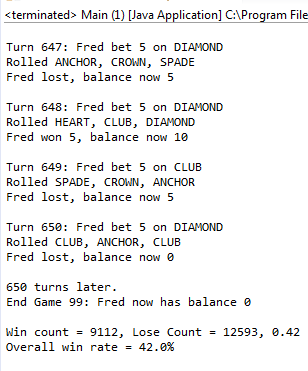 <terminated> Main (1) [Java Application] C:\Program File
Turn 647: Fred bet 5 on DIAMOND
Rolled ANCHOR, CROWN, SPADE
Fred lost, balance now 5
Turn 648: Fred bet 5 on DIAMOND
Rolled HEART, CLUB, DIAMOND
Fred won 5, balance now 10
Turn 649: Fred bet 5 on CLUB
Rolled SPADE, CROWN, ANCHOR
Fred lost, balance now 5
Turn 650: Fred bet 5 on DIAMOND
Rolled CLUB, ANCHOR, CLUB
Fred lost, balance now 0
650 turns later.
End Game 99: Fred now has balance 0
Win count = 9112, Lose Count = 12593, 0.42
Overall win rate = 42.0%